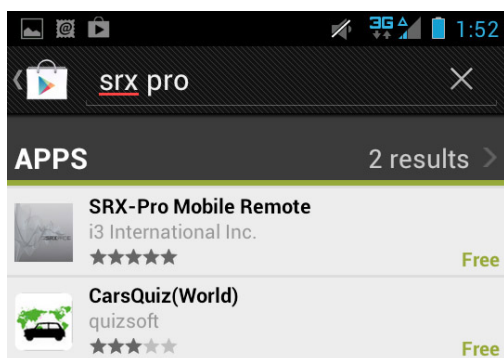 3G 1:52
srx pro
APPS 2 results
SRX-Pro Mobile Remote
i3 International Inc.
Free
CarsQuiz(World)
quizsoft
Free